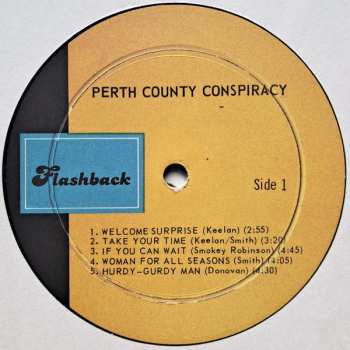 PERTH COUNTY CONSPIRACY
Flashback
Side 1
1. WELCOME SURPRISE (Keelan) (2:55)
2. TAKE YOUR TIME (Keelan/Smith) (3:20)
3. IF YOU CAN WAIT (Smokey Robinson) (4:45)
4. WOMAN FOR ALL SEASONS (Smith) (4:05)
5. HURDY-GURDY MAN (Donovan) (4:30)